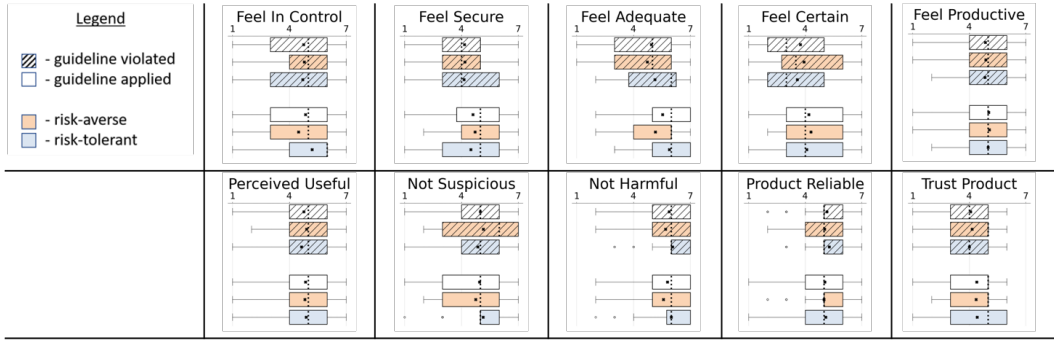 Legend
- guideline violated
- guideline applied
- risk-averse
- risk-tolerant
Feel In Control
1 4 7
Feel Secure
1 4 7
Feel Adequate
1 4 7
Feel Certain
1 4 7
Feel Productive
1 4 7
Perceived Useful
1 4 7
Not Suspicious
1 4 7
Not Harmful
1 4 7
Product Reliable
1 4 7
Trust Product
1 4 7